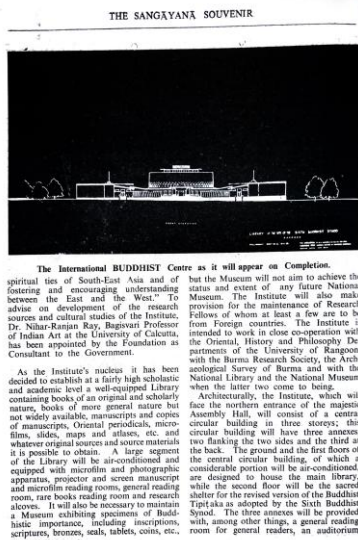 THE SANGĀYANĀ SOUVENIR
The International BUDDHIST Centre as it will appear on Completion.
spiritual ties of South-East Asia and of
fostering and encouraging understanding
between the East and the West." To
advise on development of the research
sources and cultural studies of the Institute,
Dr. Nihar-Ranjan Ray, Bagisvari Professor
of Indian Art at the University of Calcutta,
has been appointed by the Foundation as
Consultant to the Government.
As the Institute's nucleus it has been
decided to establish at a fairly high scholastic
and academic level a well-equipped Library
containing books of an original and scholarly
nature, books of more general nature but
not widely available, manuscripts and copies
of manuscripts, Oriental periodicals, micro-
films, slides, maps and atlases, etc. and
whatever original sources and source materials
it is possible to obtain. A large segment
of the Library will be air-conditioned and
equipped with microfilm and photographic
apparatus, projector and screen manuscript
and microfilm reading rooms, general reading
room, rare books reading room and research
alcoves. It will also be necessary to maintain
a Museum exhibiting specimens of Budd-
histic importance, including inscriptions,
scriptures, bronzes, seals, tablets, coins, etc.,
but the Museum will not aim to achieve the
status and extent of any future National
Museum. The Institute will also make
provision for the maintenance of Research
Fellows of whom at least a few are to be
from Foreign countries. The Institute is
intended to work in close co-operation with
the Oriental, History and Philosophy De-
partments of the University of Rangoon,
with the Burma Research Society, the Arch-
aeological Survey of Burma and with the
National Library and the National Museum
when the latter two come to being.
Architecturally, the Institute, which will
face the northern entrance of the majestic
Assembly Hall, will consist of a central
circular building in three storeys; this
circular building will have three annexes,
two flanking the two sides and the third at
the back. The ground and the first floors of
the central circular building, of which a
considerable portion will be air-conditioned,
are designed to house the main library,
while the second floor will be the sacred
shelter for the revised version of the Buddhist
Tipiṭaka as adopted by the Sixth Buddhist
Synod. The three annexes will be provided
with, among other things, a general reading
room for general readers, an auditorium